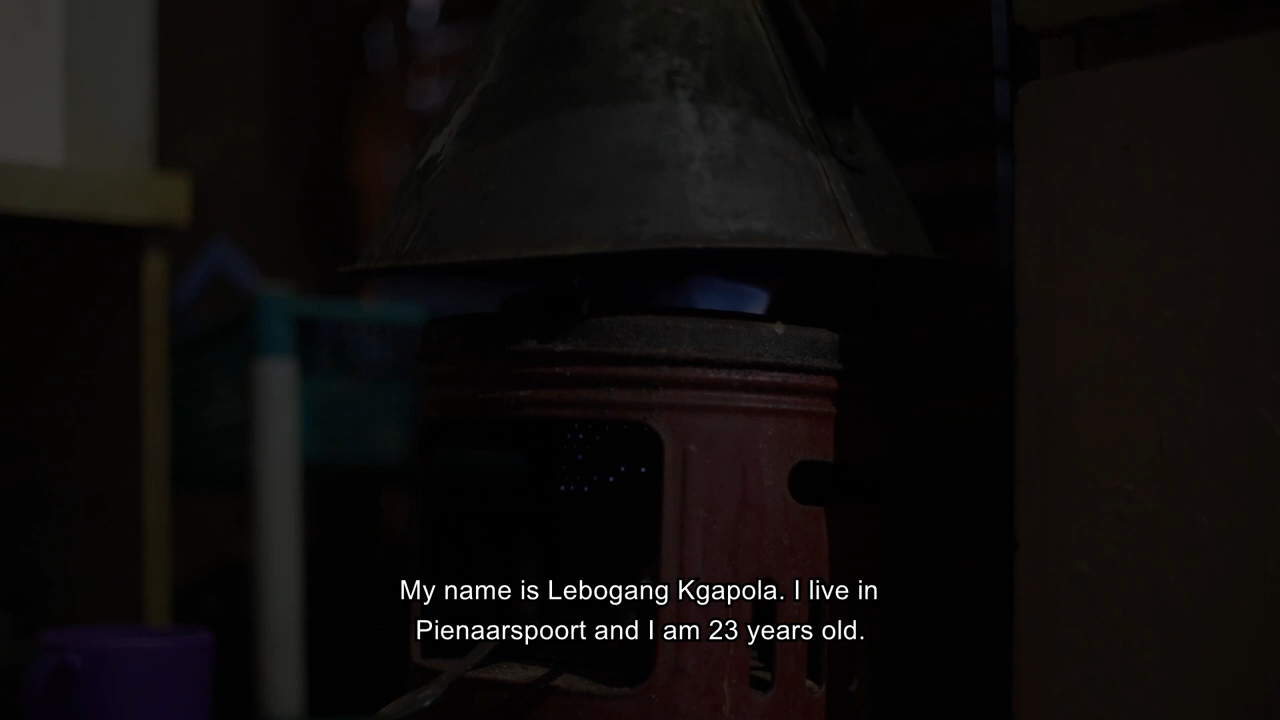 My name is Lebogang Kgapola. I live in
Pienaarspoort and I am 23 years old.